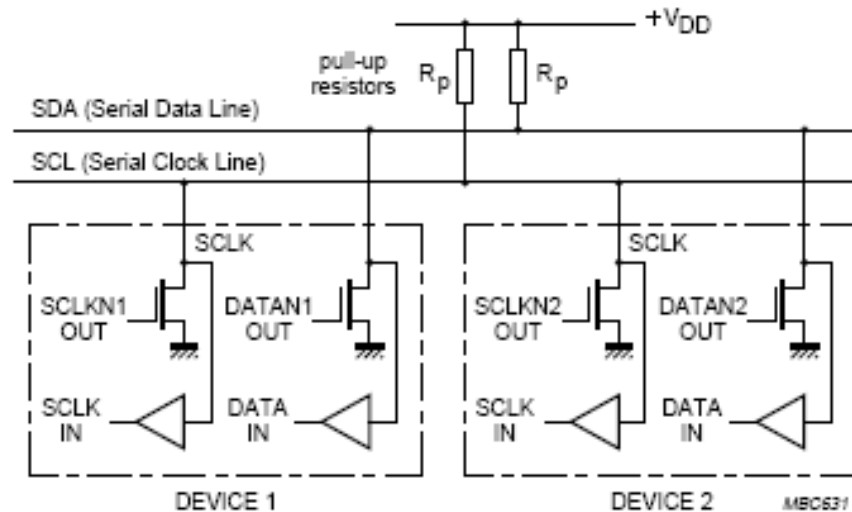 +VDD
pull-up
resistors
Rp
Rp
SDA (Serial Data Line)
SCL (Serial Clock Line)
SCLK
SCLK
SCLKN1
OUT
DATAN1
OUT
SCLKN2
OUT
DATAN2
OUT
SCLK
IN
DATA
IN
SCLK
IN
DATA
IN
DEVICE 1
DEVICE 2
MBC631